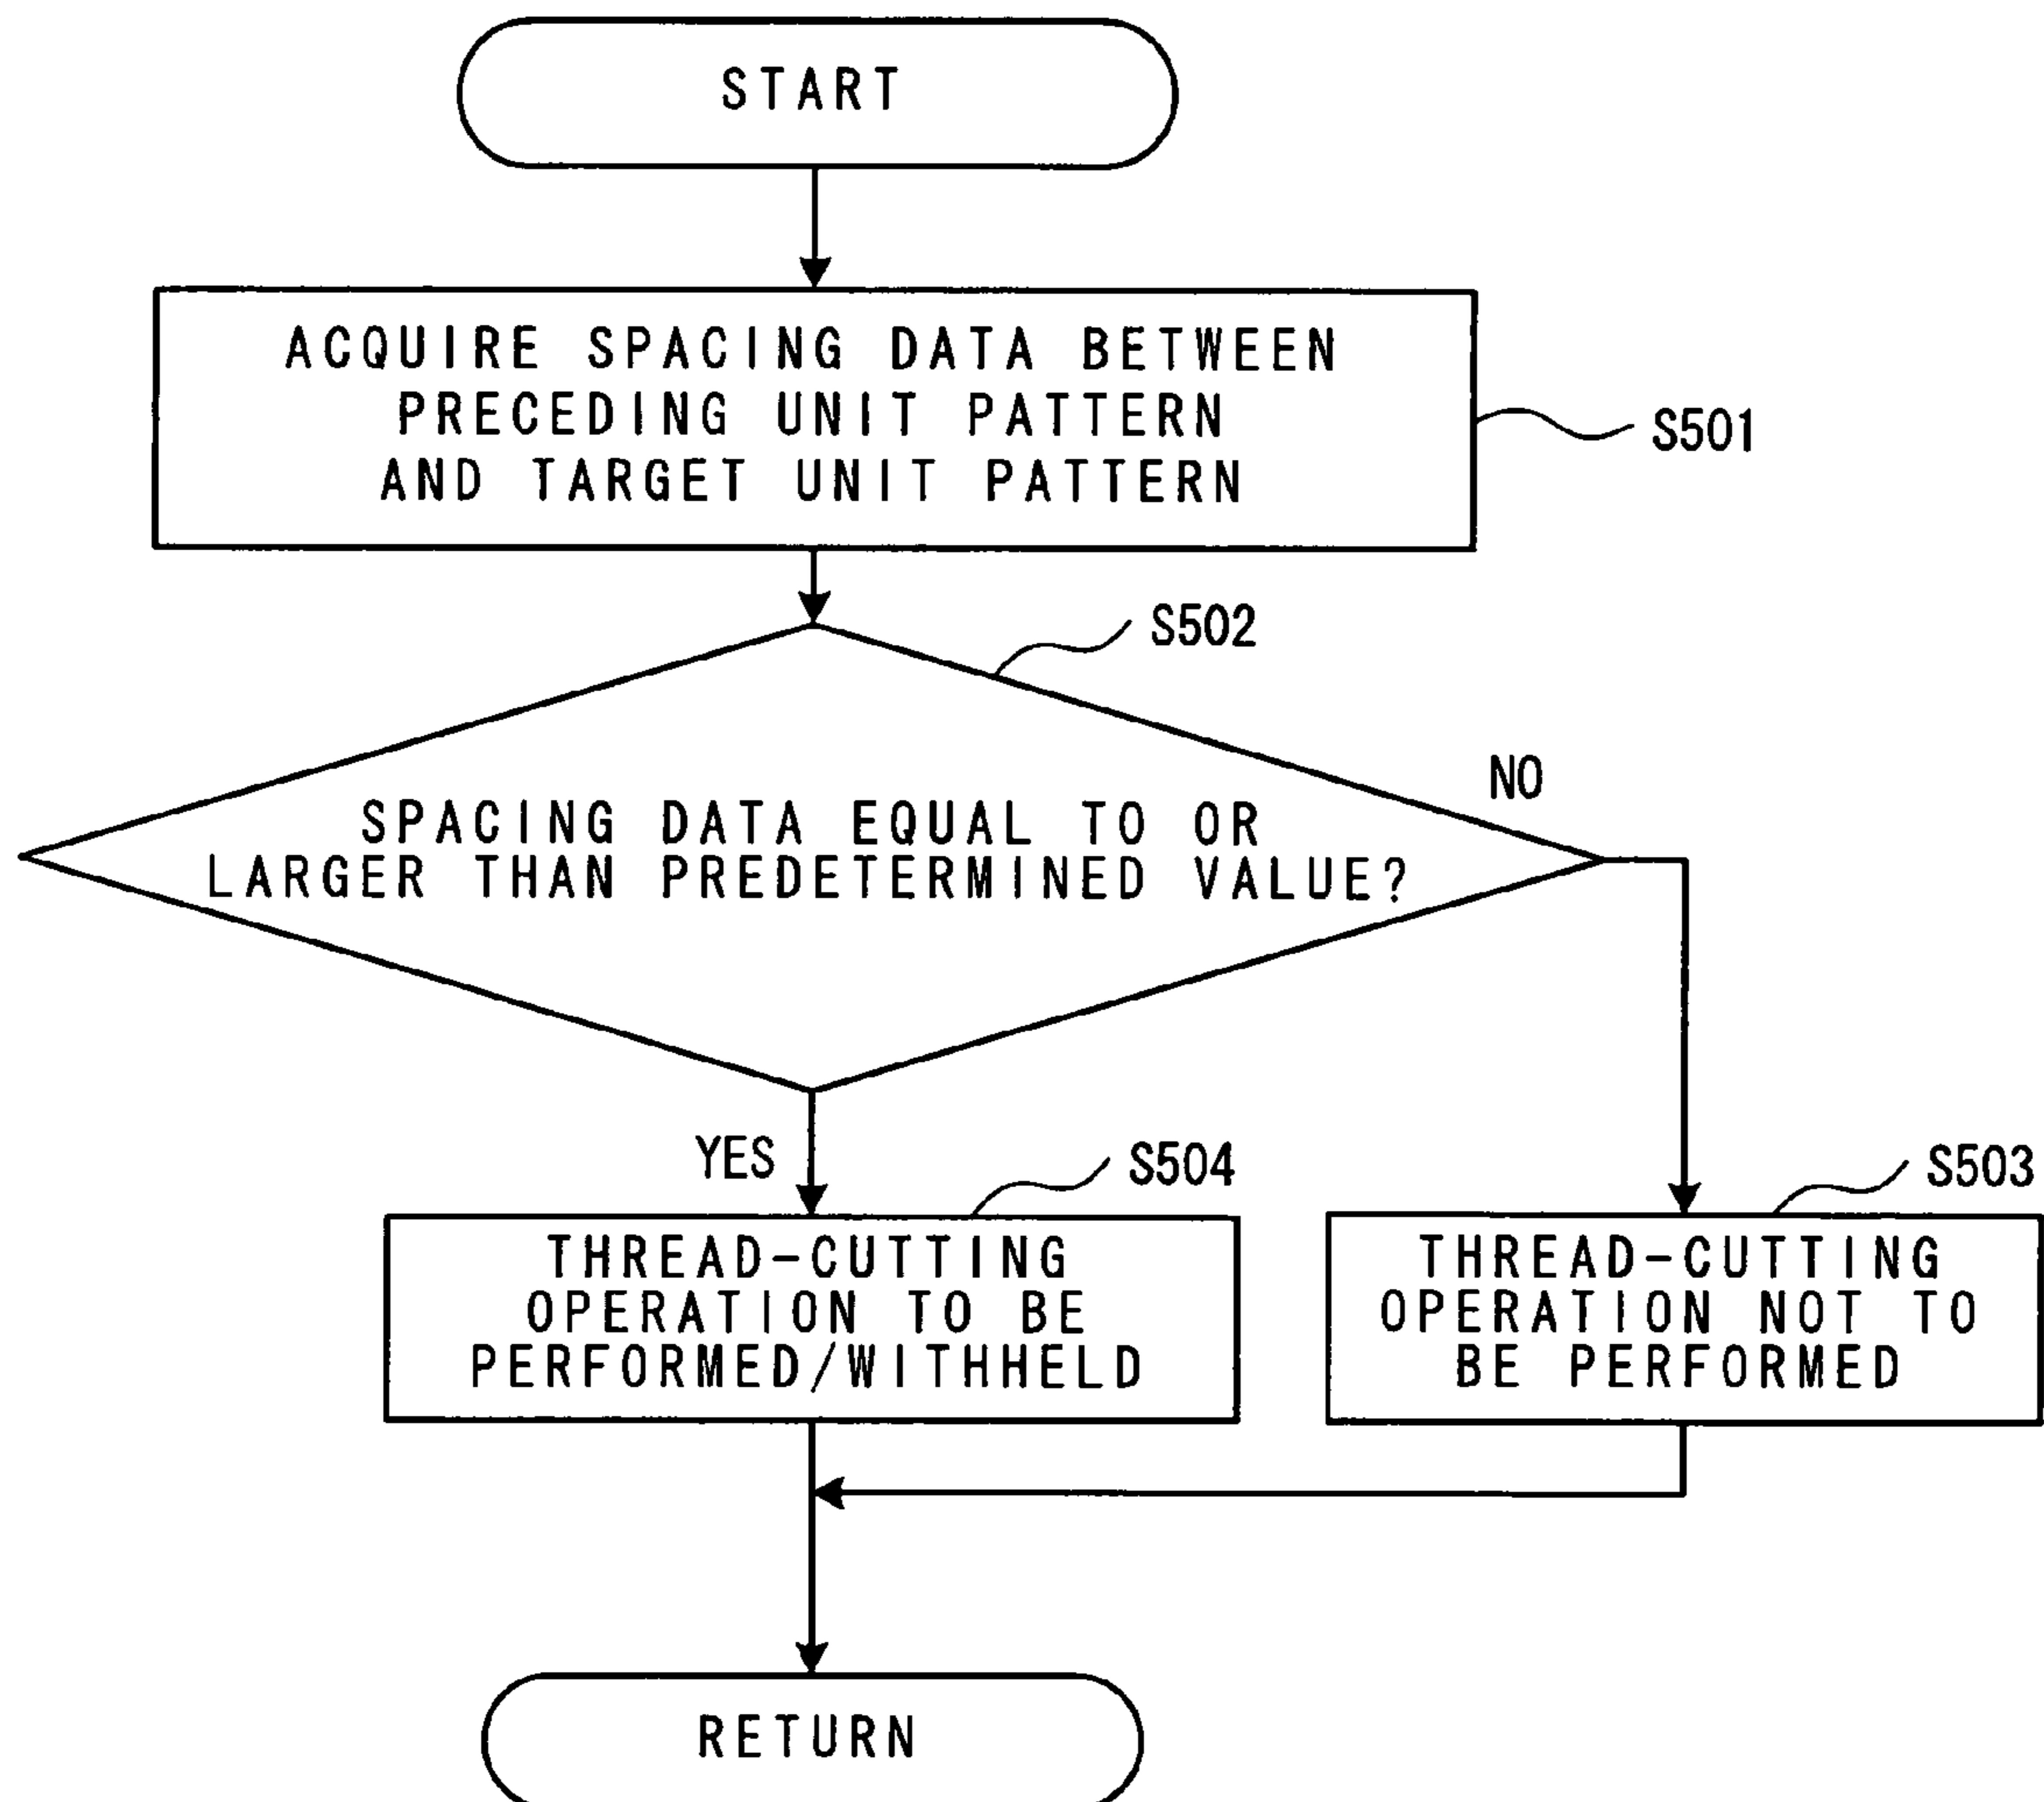 START
ACQUIRE SPACING DATA BETWEEN
PRECEDING UNIT PATTERN
AND TARGET UNIT PATTERN
S501
S502
NO
SPACING DATA EQUAL TO OR
LARGER THAN PREDETERMINED VALUE?
YES
S504
S503
THREAD-CUTTING
OPERATION TO BE
PERFORMED/WITHHELD
THREAD-CUTTING
OPERATION NOT TO
BE PERFORMED
RETURN